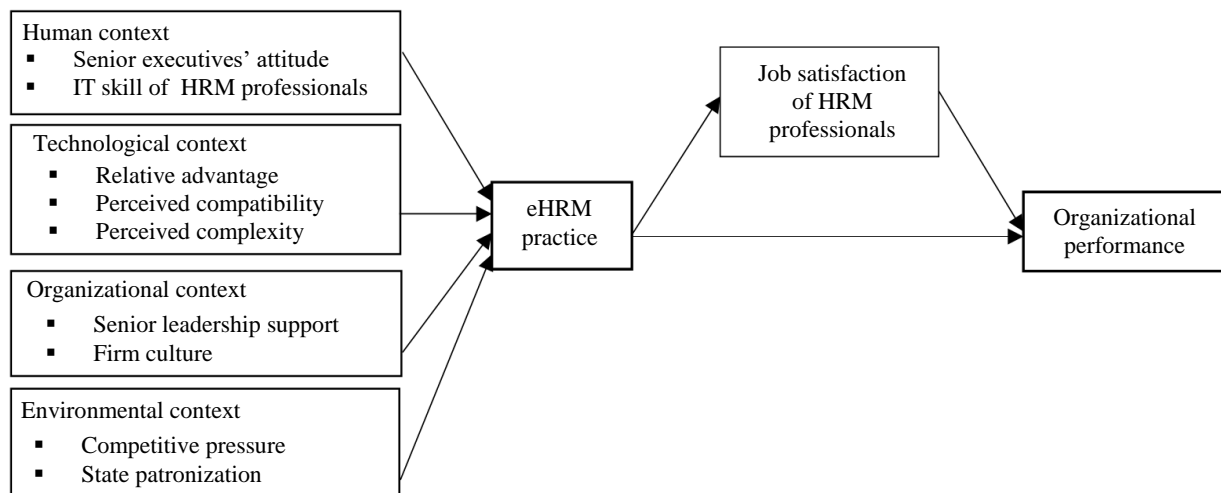 Human context
▪ Senior executives’ attitude
▪ IT skill of HRM professionals
Technological context
▪ Relative advantage
▪ Perceived compatibility
▪ Perceived complexity
Organizational context
▪ Senior leadership support
▪ Firm culture
Environmental context
▪ Competitive pressure
▪ State patronization
eHRM
practice
Job satisfaction
of HRM
professionals
Organizational
performance